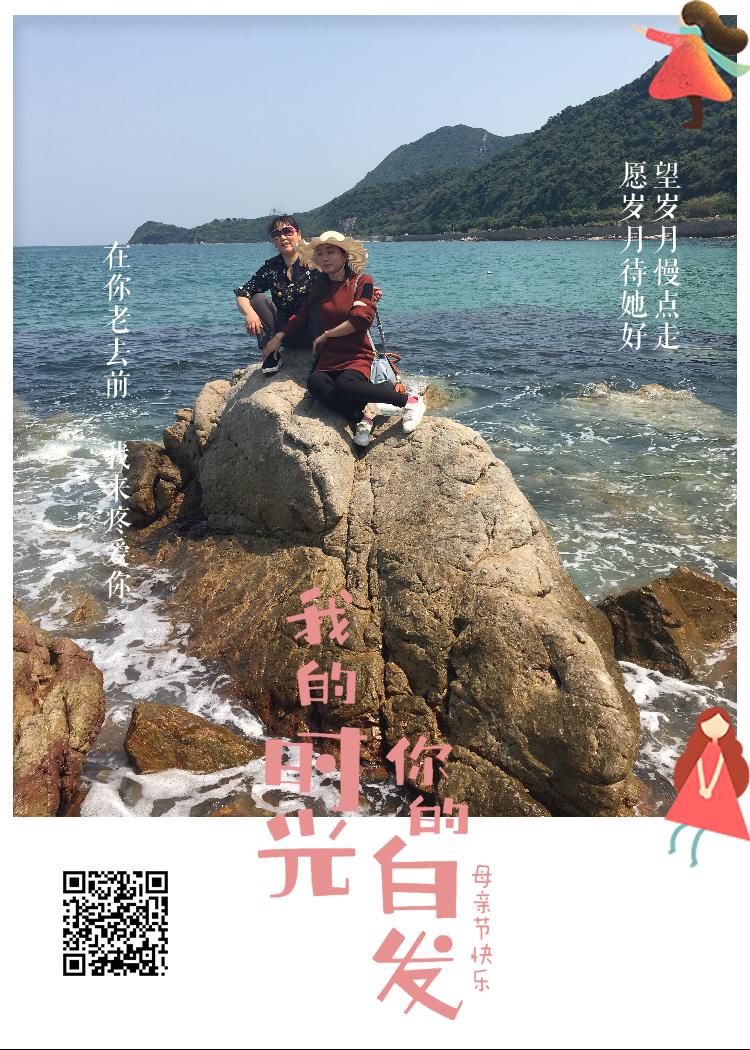 望岁月慢点走
愿岁月待她好
在你老去前
我来疼爱你
我的时光
你的白发
母亲节快乐